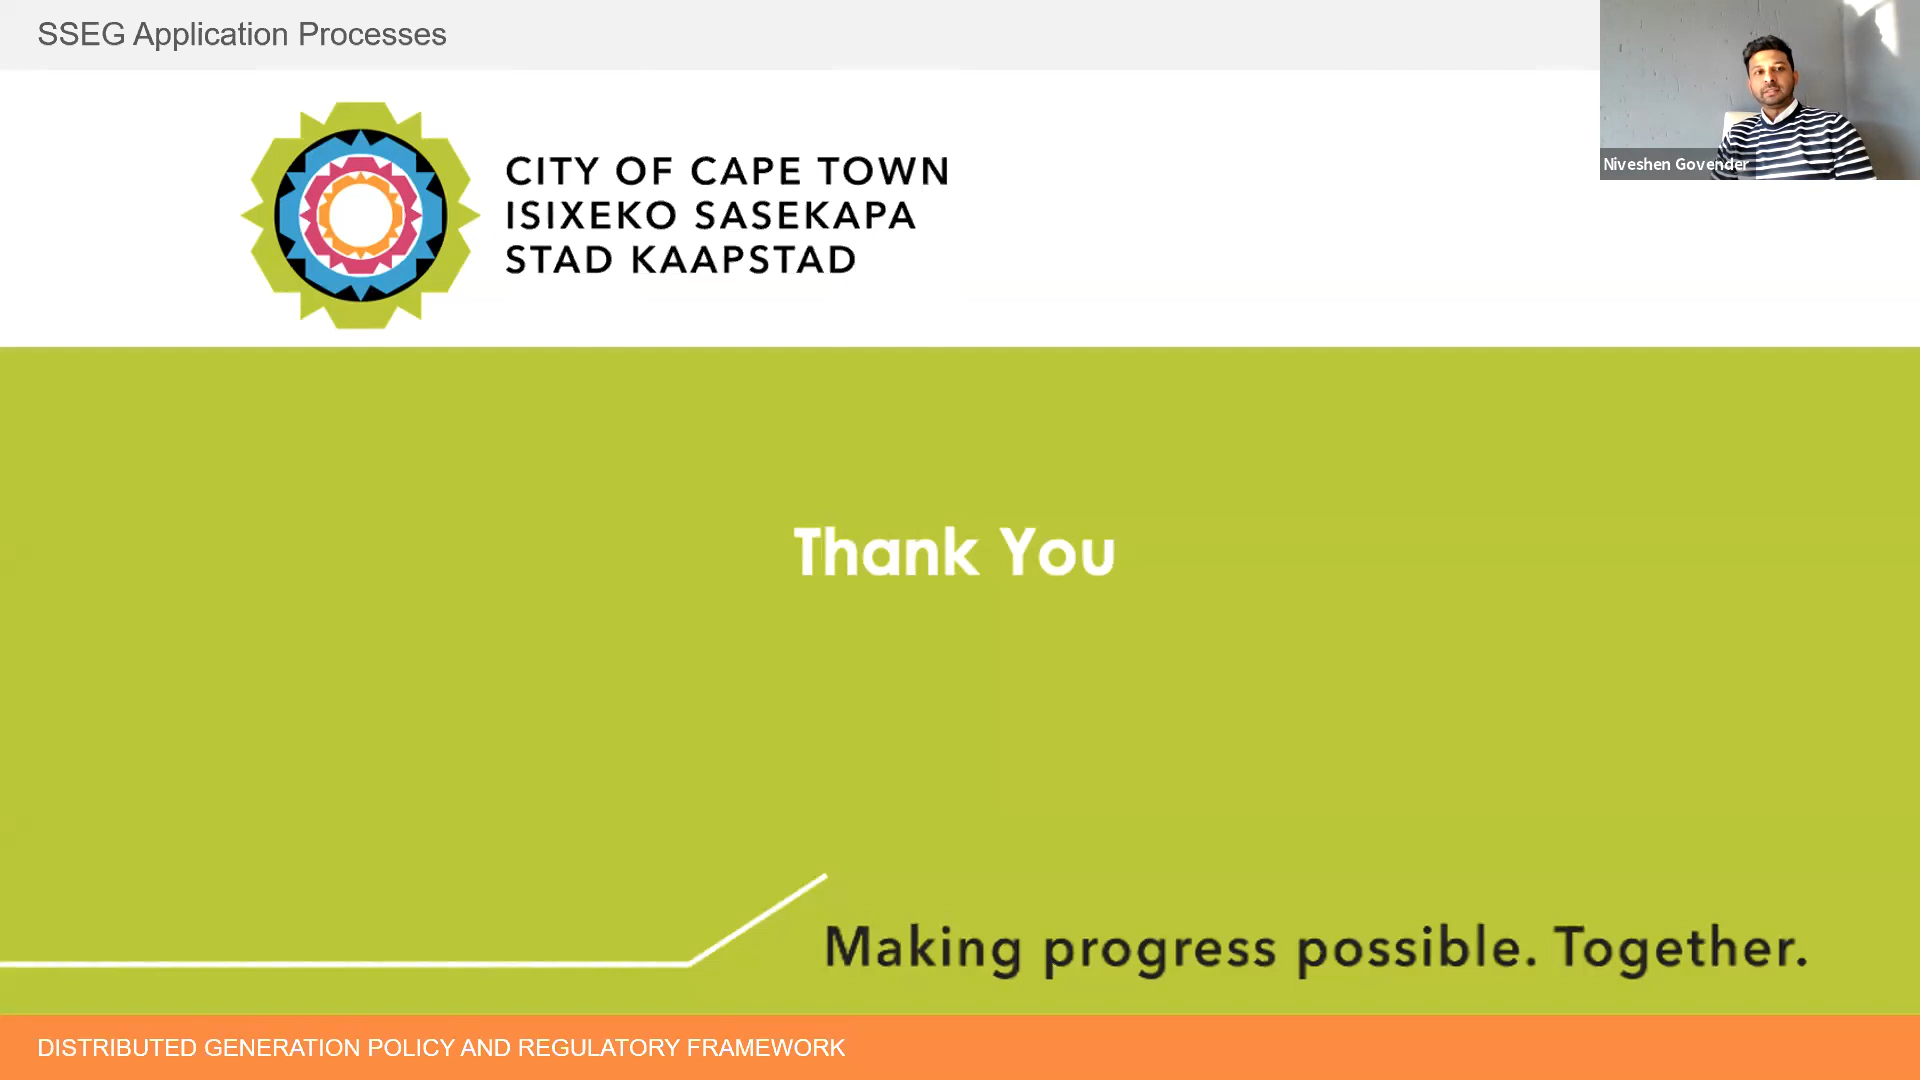 SSEG Application Processes
Niveshen Govender
CITY OF CAPE TOWN
ISIXEKO SASEKAPA
STAD KAAPSTAD
Thank You
Making progress possible. Together.
DISTRIBUTED GENERATION POLICY AND REGULATORY FRAMEWORK